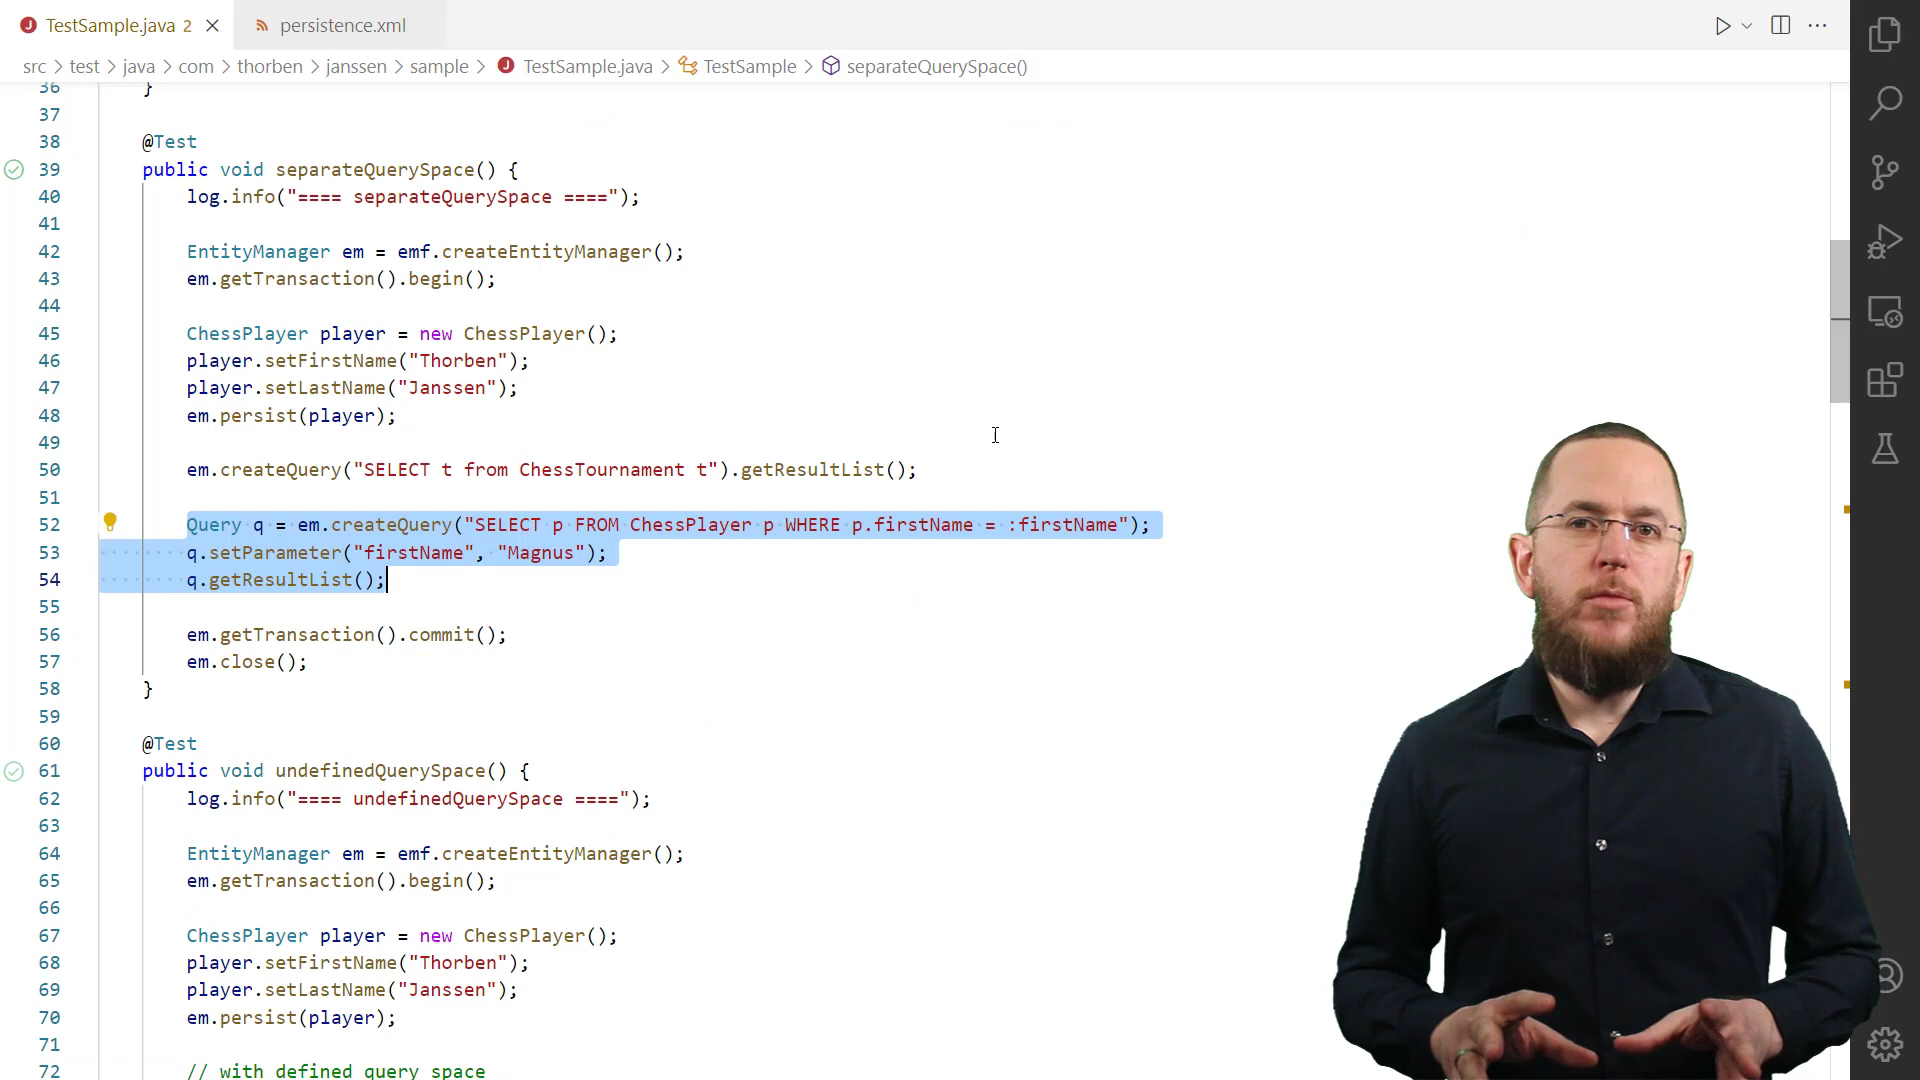 TestSample.java 2
persistence.xml
src > test > java > com > thorben > janssen > sample > TestSample.java > TestSample > separateQuerySpace()
36 }
37
38 @Test
39 public void separateQuerySpace() {
40 log.info("==== separateQuerySpace ====");
41
42 EntityManager em = emf.createEntityManager();
43 em.getTransaction().begin();
44
45 ChessPlayer player = new ChessPlayer();
46 player.setFirstName("Thorben");
47 player.setLastName("Janssen");
48 em.persist(player);
49
50 em.createQuery("SELECT t from ChessTournament t").getResultList();
51
52 Query q = em.createQuery("SELECT p FROM ChessPlayer p WHERE p.firstName = :firstName");
53 q.setParameter("firstName", "Magnus");
54 q.getResultList();
55
56 em.getTransaction().commit();
57 em.close();
58 }
59
60 @Test
61 public void undefinedQuerySpace() {
62 log.info("==== undefinedQuerySpace ====");
63
64 EntityManager em = emf.createEntityManager();
65 em.getTransaction().begin();
66
67 ChessPlayer player = new ChessPlayer();
68 player.setFirstName("Thorben");
69 player.setLastName("Janssen");
70 em.persist(player);
71
72 // with defined query space